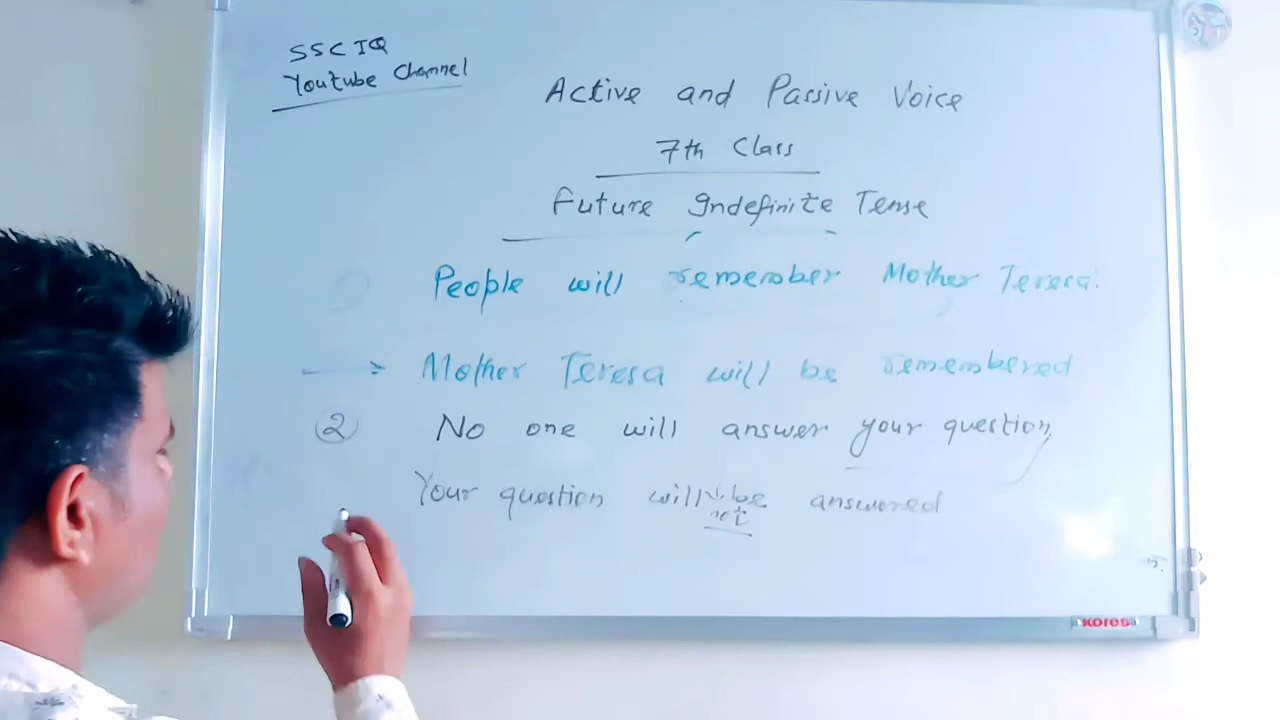 SSC IQ
Youtube Channel
Active and Passive Voice
7th Class
Future Indefinite Tense
People will remember Mother Teresa.
Mother Teresa will be remembered
2 No one will answer your question
Your question will be answered
not
kores